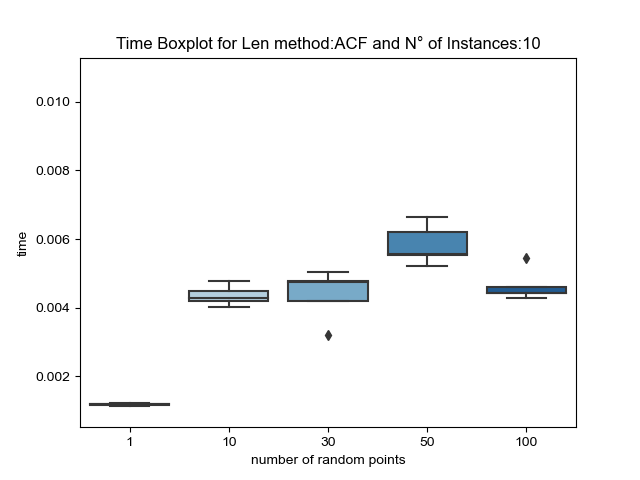 Time Boxplot for Len method:ACF and N° of Instances:10
0.010
0.008
0.006
0.004
0.002
time
1 10 30 50 100
number of random points